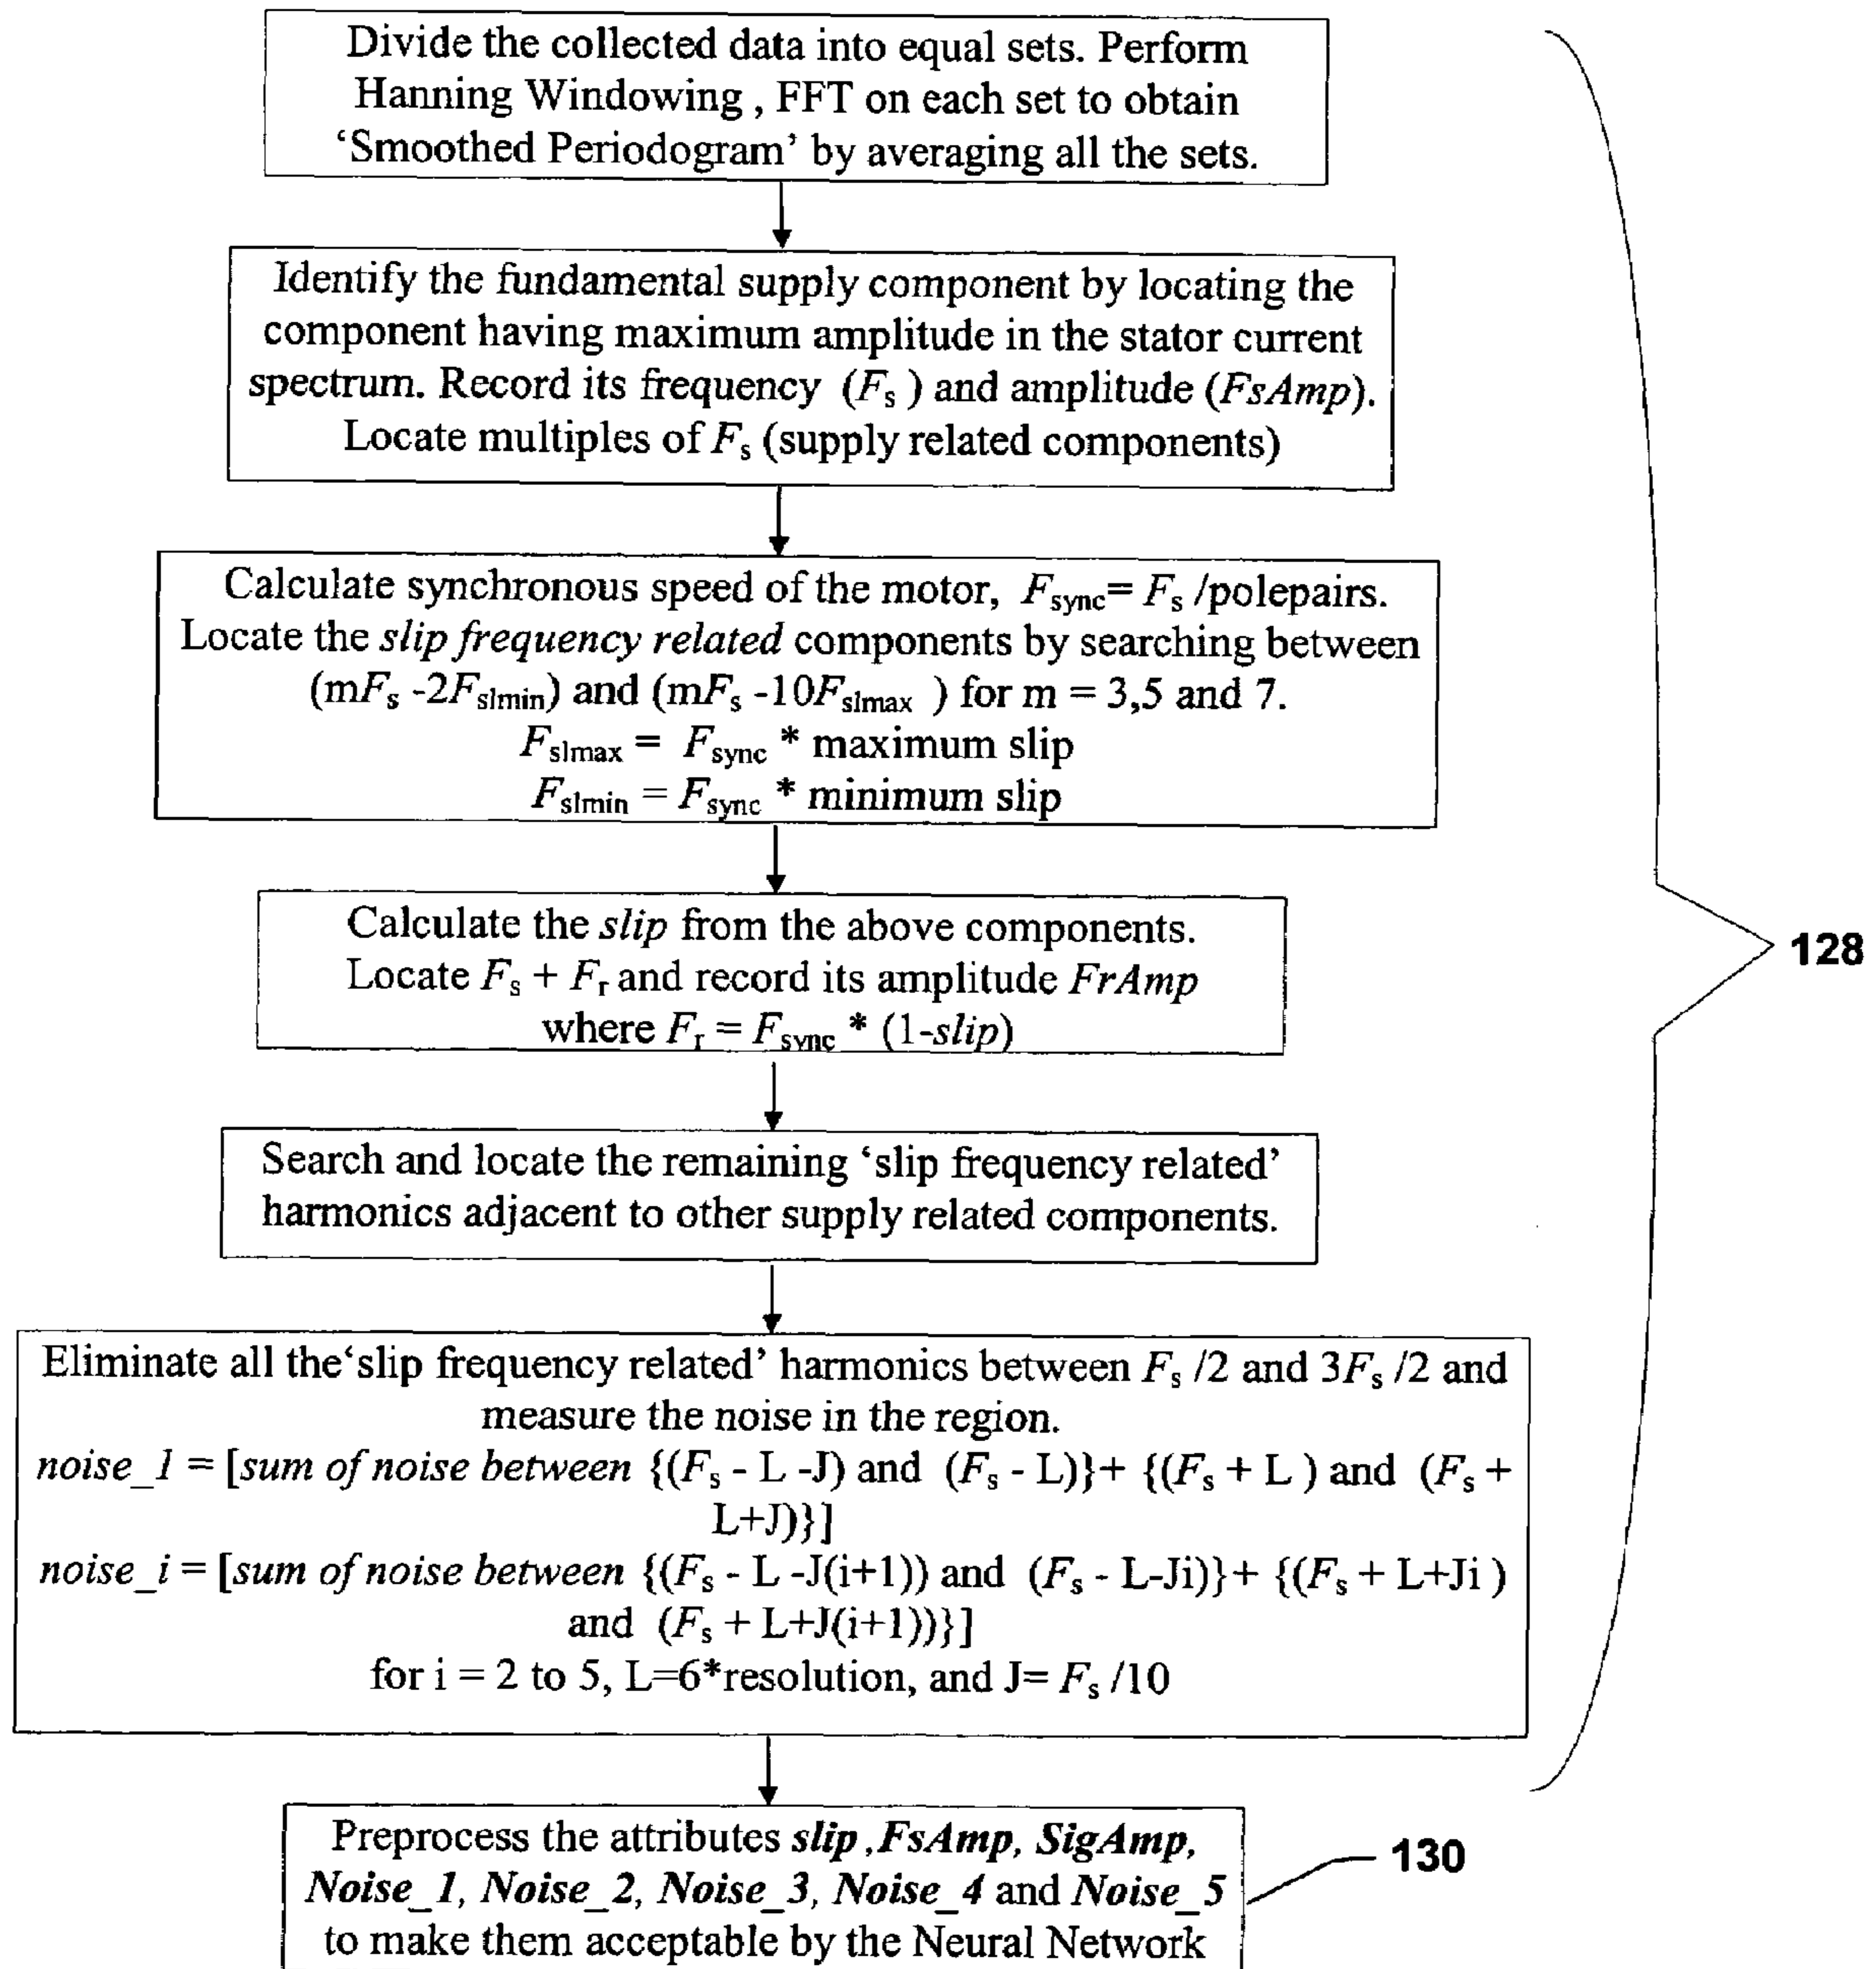 Divide the collected data into equal sets. Perform
Hanning Windowing , FFT on each set to obtain
‘Smoothed Periodogram’ by averaging all the sets.
Identify the fundamental supply component by locating the
component having maximum amplitude in the stator current
spectrum. Record its frequency (Fs ) and amplitude (FsAmp).
Locate multiples of Fs (supply related components)
Calculate synchronous speed of the motor, Fsync= Fs /polepairs.
Locate the slip frequency related components by searching between
(mFs -2Fslmin) and (mFs -10Fslmax ) for m = 3,5 and 7.
Fslmax = Fsync * maximum slip
Fslmin = Fsync * minimum slip
128
Calculate the slip from the above components.
Locate Fs + Fr and record its amplitude FrAmp
where Fr = Fsync * (1-slip)
Search and locate the remaining ‘slip frequency related’
harmonics adjacent to other supply related components.
Eliminate all the‘slip frequency related’ harmonics between Fs /2 and 3Fs /2 and
measure the noise in the region.
noise_1 = [sum of noise between {(Fs - L -J) and (Fs - L)}+ {(Fs + L ) and (Fs +
L+J)}]
noise_i = [sum of noise between {(Fs - L -J(i+1)) and (Fs - L-Ji)}+ {(Fs + L+Ji )
and (Fs + L+J(i+1))}]
for i = 2 to 5, L=6*resolution, and J= Fs /10
Preprocess the attributes slip,FsAmp, SigAmp,
Noise_1, Noise_2, Noise_3, Noise_4 and Noise_5
to make them acceptable by the Neural Network
130